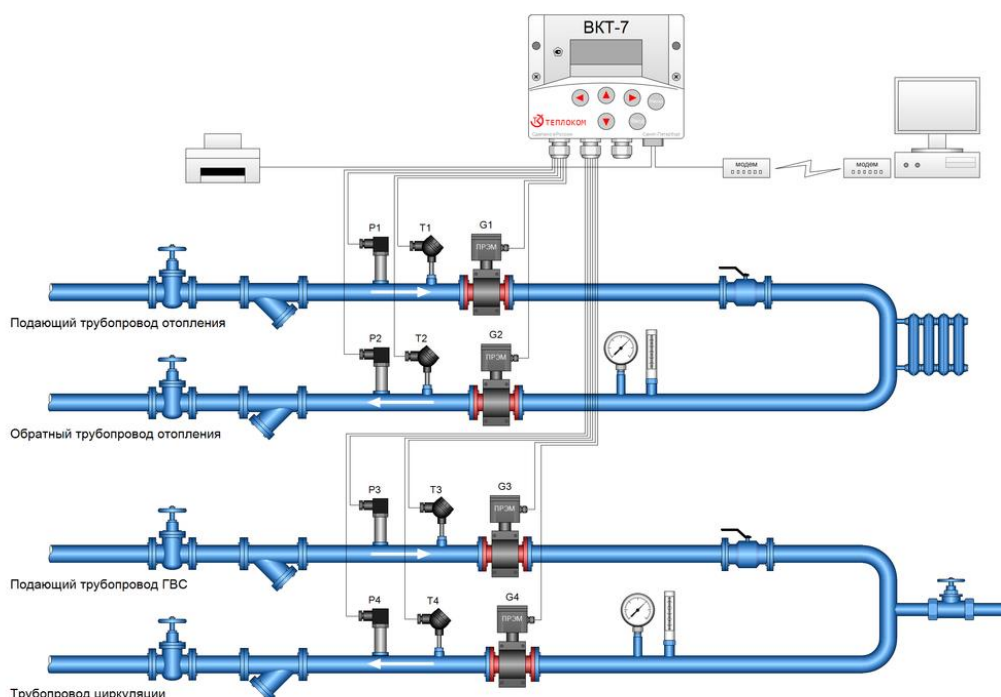 ВКТ-7
ТЕПЛОКОМ
модем
модем
P1
T1
G1
ПРЭМ
Подающий трубопровод отопления
P2
T2
G2
ПРЭМ
Обратный трубопровод отопления
P3
T3
G3
ПРЭМ
Подающий трубопровод ГВС
P4
T4
G4
ПРЭМ
Трубопровод циркуляции